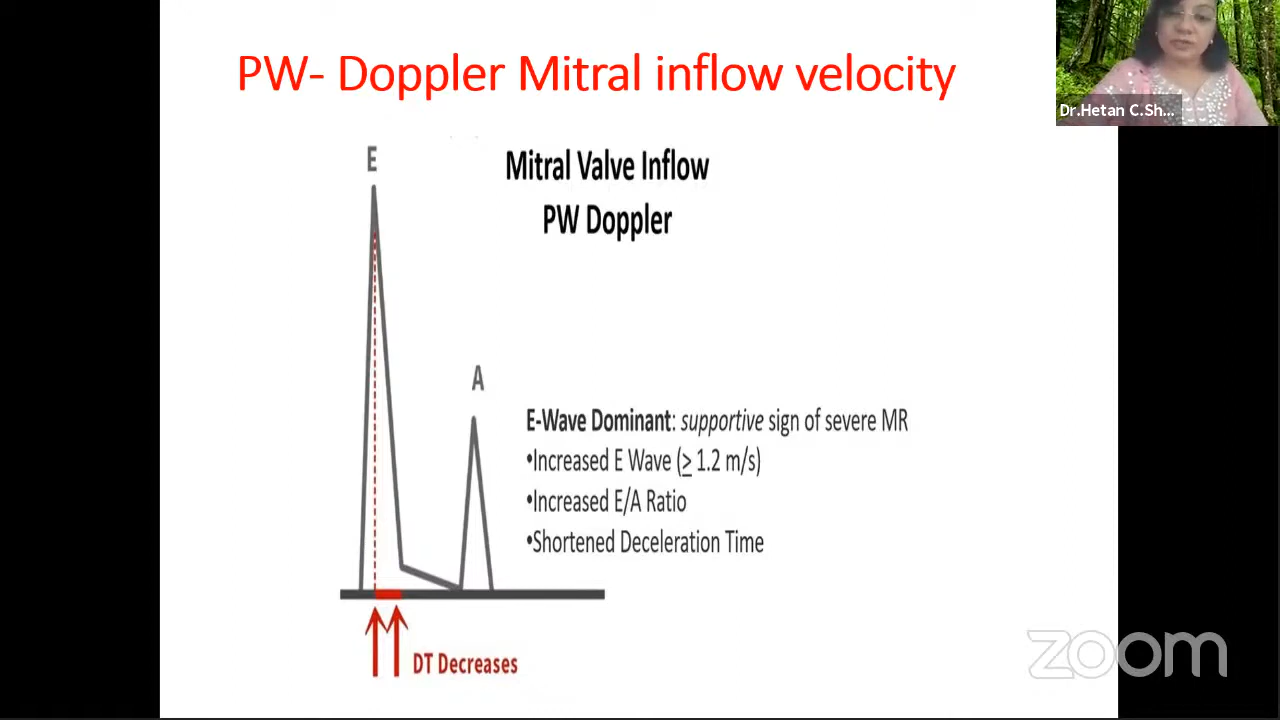 PW- Doppler Mitral inflow velocity
Dr.Hetan C.Sh...
E
Mitral Valve Inflow
PW Doppler
A
E-Wave Dominant: supportive sign of severe MR
•Increased E Wave (≥ 1.2 m/s)
•Increased E/A Ratio
•Shortened Deceleration Time
DT Decreases
zoom